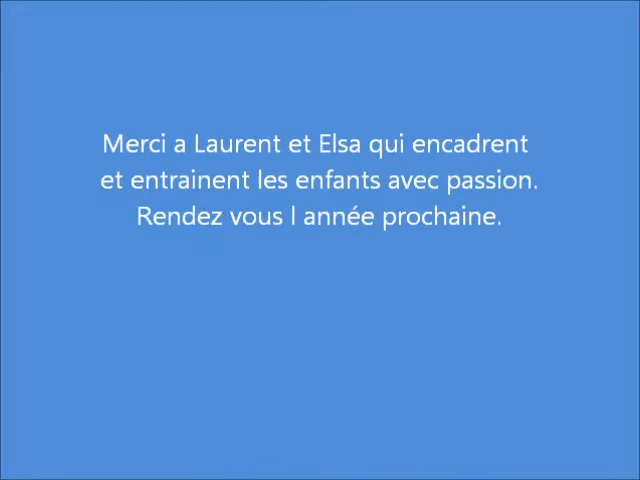 Merci a Laurent et Elsa qui encadrent
et entrainent les enfants avec passion.
Rendez vous l année prochaine.